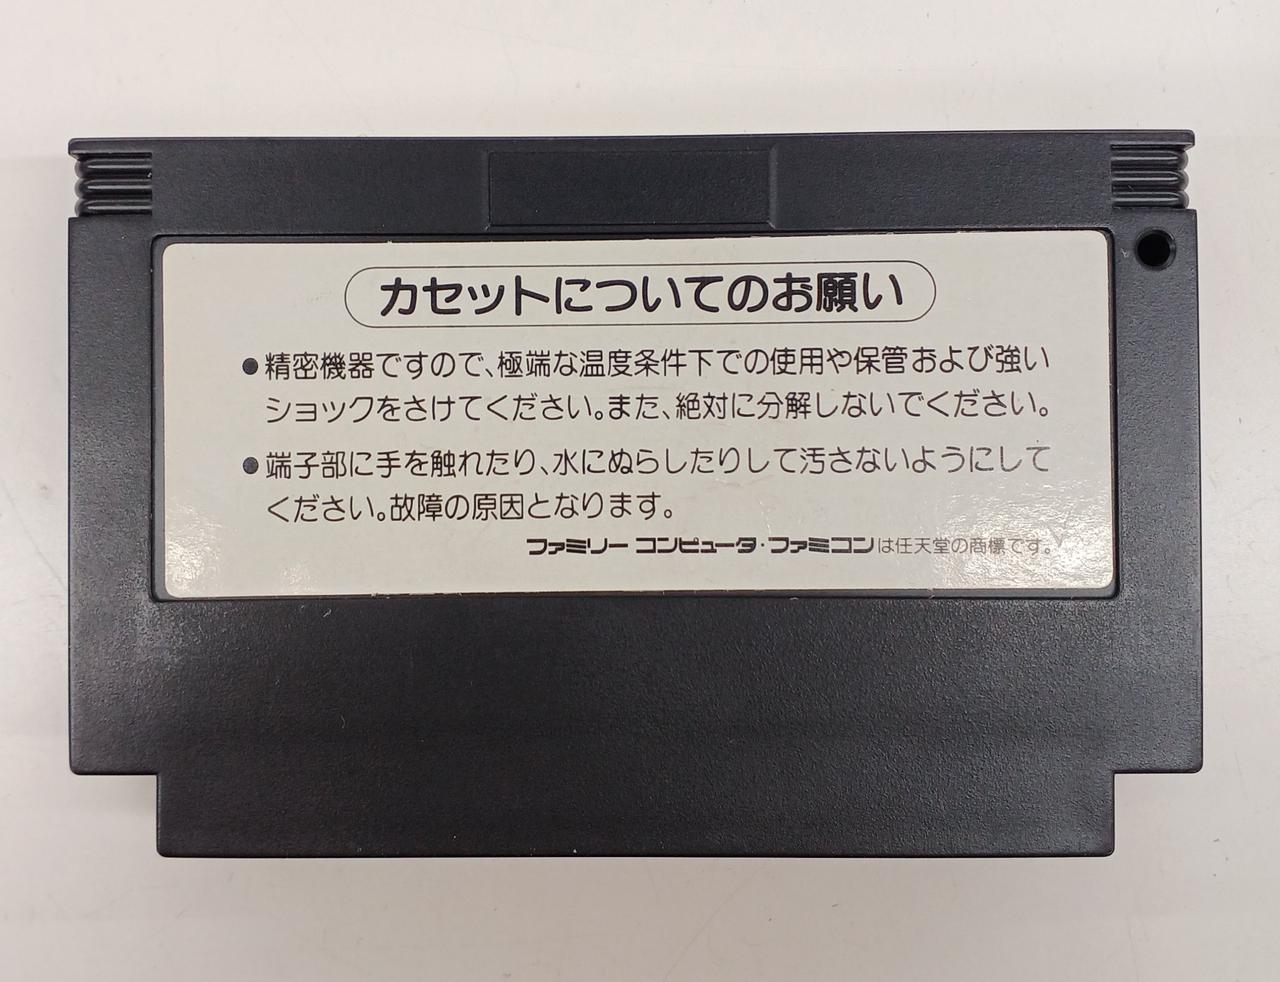 カセットについてのお願い
●精密機器ですので、極端な温度条件下での使用や保管および強い
ショックをさけてください。また、絶対に分解しないでください。
●端子部に手を触れたり、水にぬらしたりして汚さないようにして
ください。故障の原因となります。
ファミリー コンピュータ・ファミコンは任天堂の商標です。